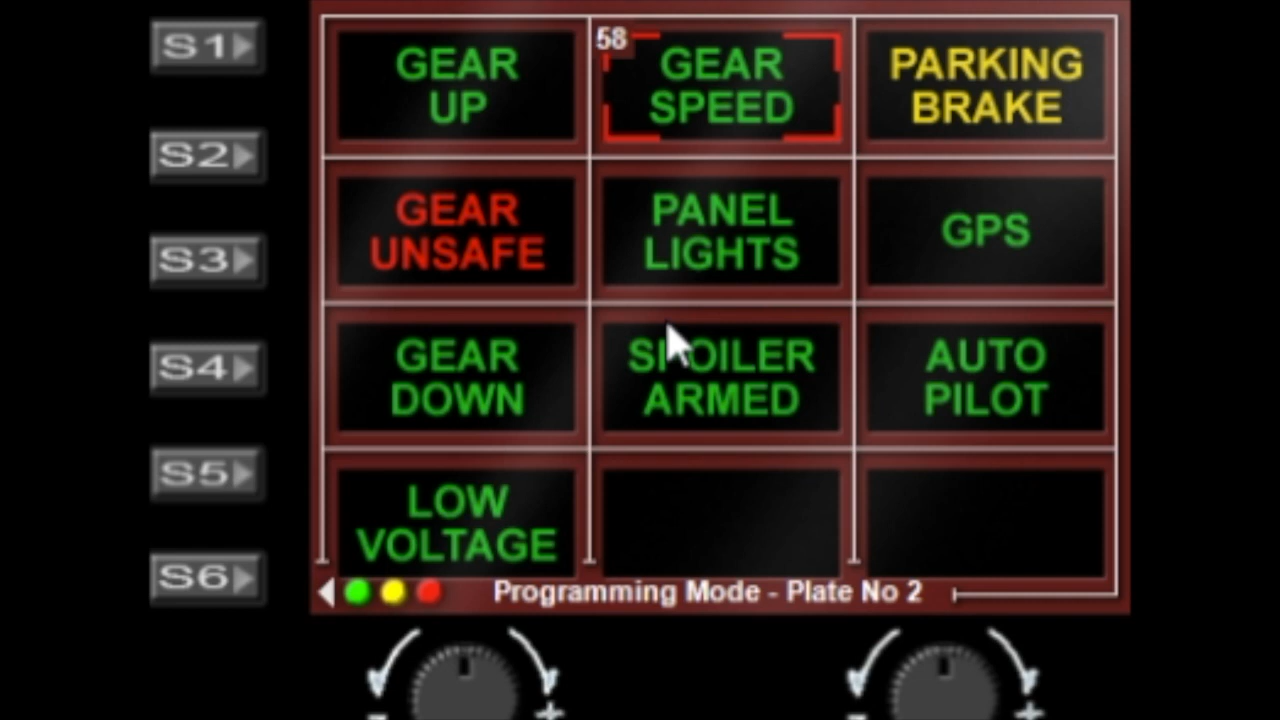 S1
S2
S3
S4
S5
S6
GEAR
UP
58
GEAR
SPEED
PARKING
BRAKE
GEAR
UNSAFE
PANEL
LIGHTS
GPS
GEAR
DOWN
SPOILER
ARMED
AUTO
PILOT
LOW
VOLTAGE
Programming Mode - Plate No 2
- +
- +